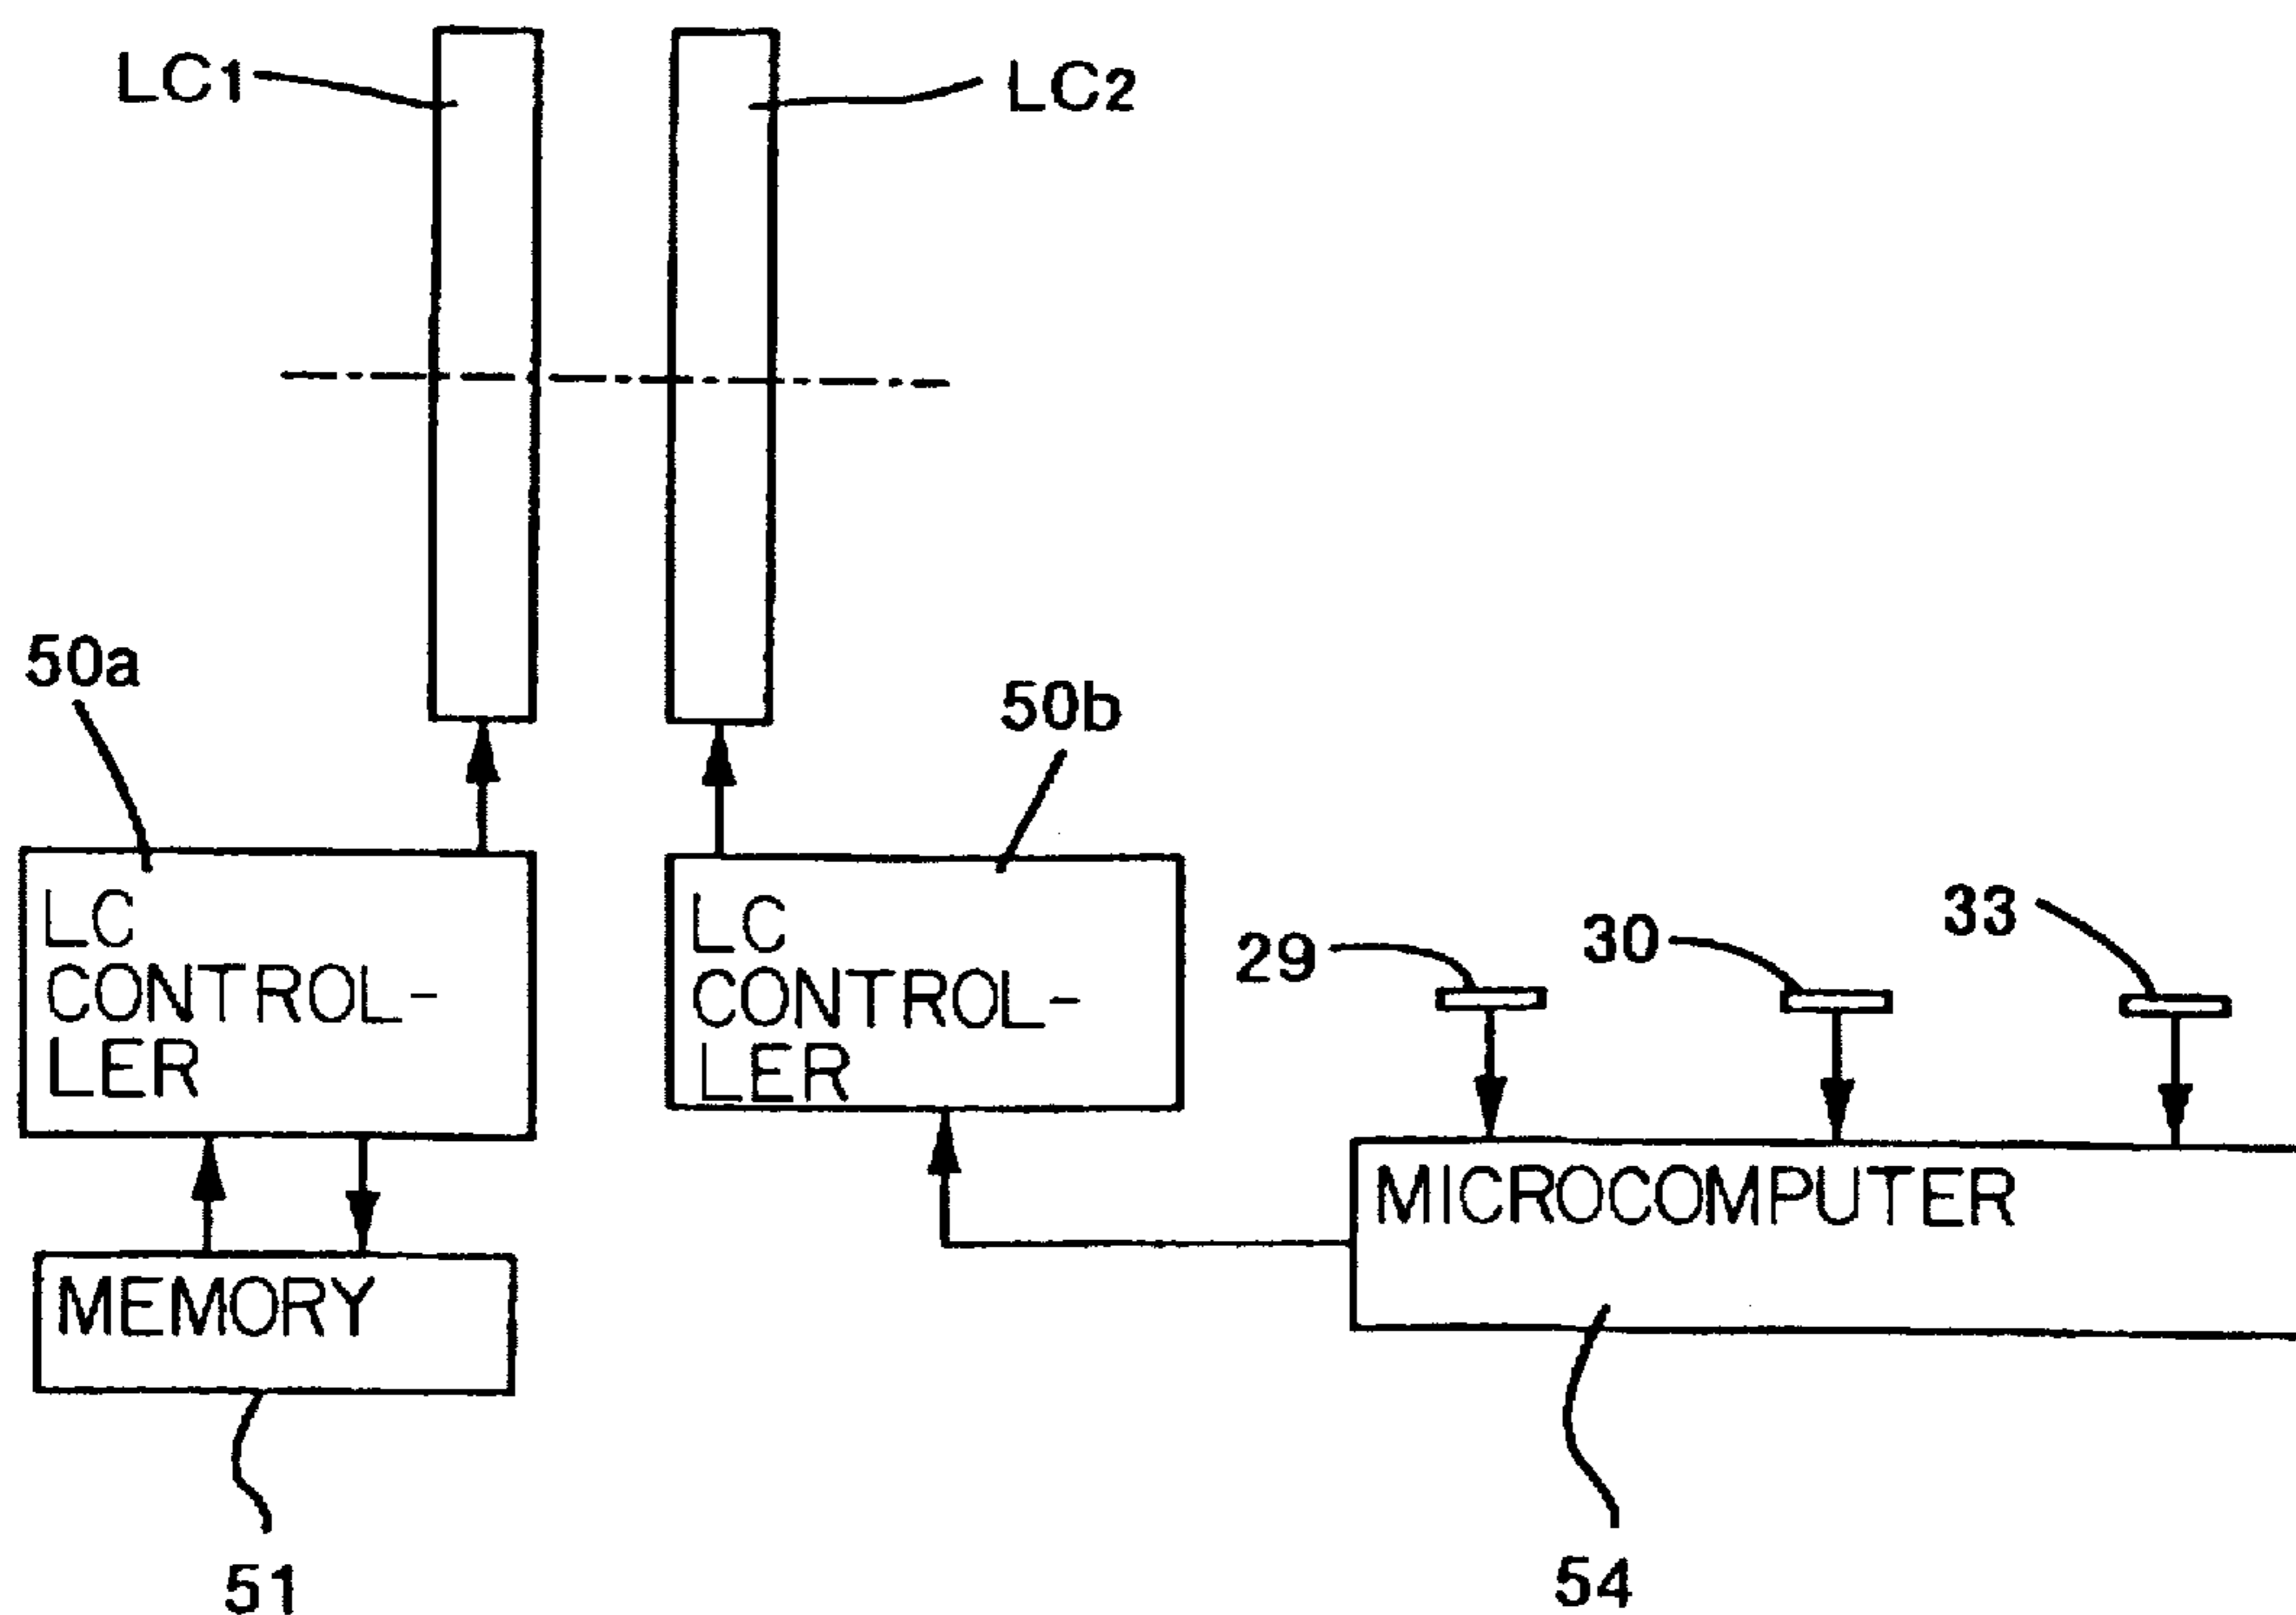 LC1
LC2
50a
50b
LC
CONTROL-
LER
LC
CONTROL-
LER
29
30
33
MICROCOMPUTER
MEMORY
51
54